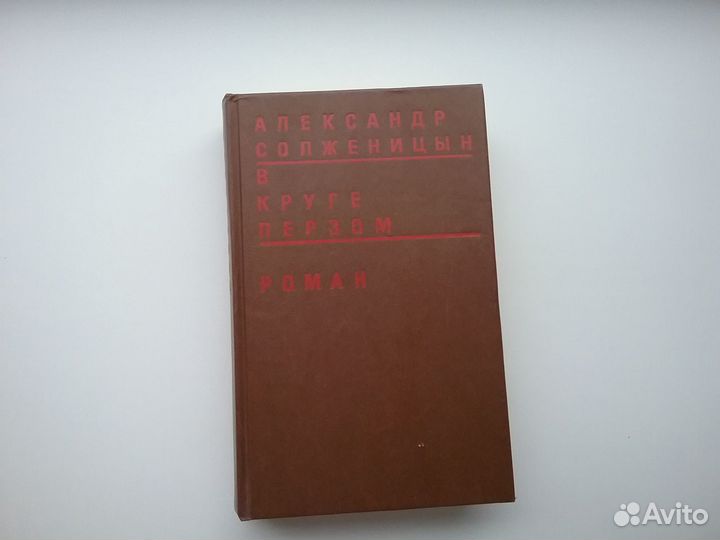 АЛЕКСАНДР
СОЛЖЕНИЦЫН
В
КРУГЕ
ПЕРВОМ
РОМАН
Avito